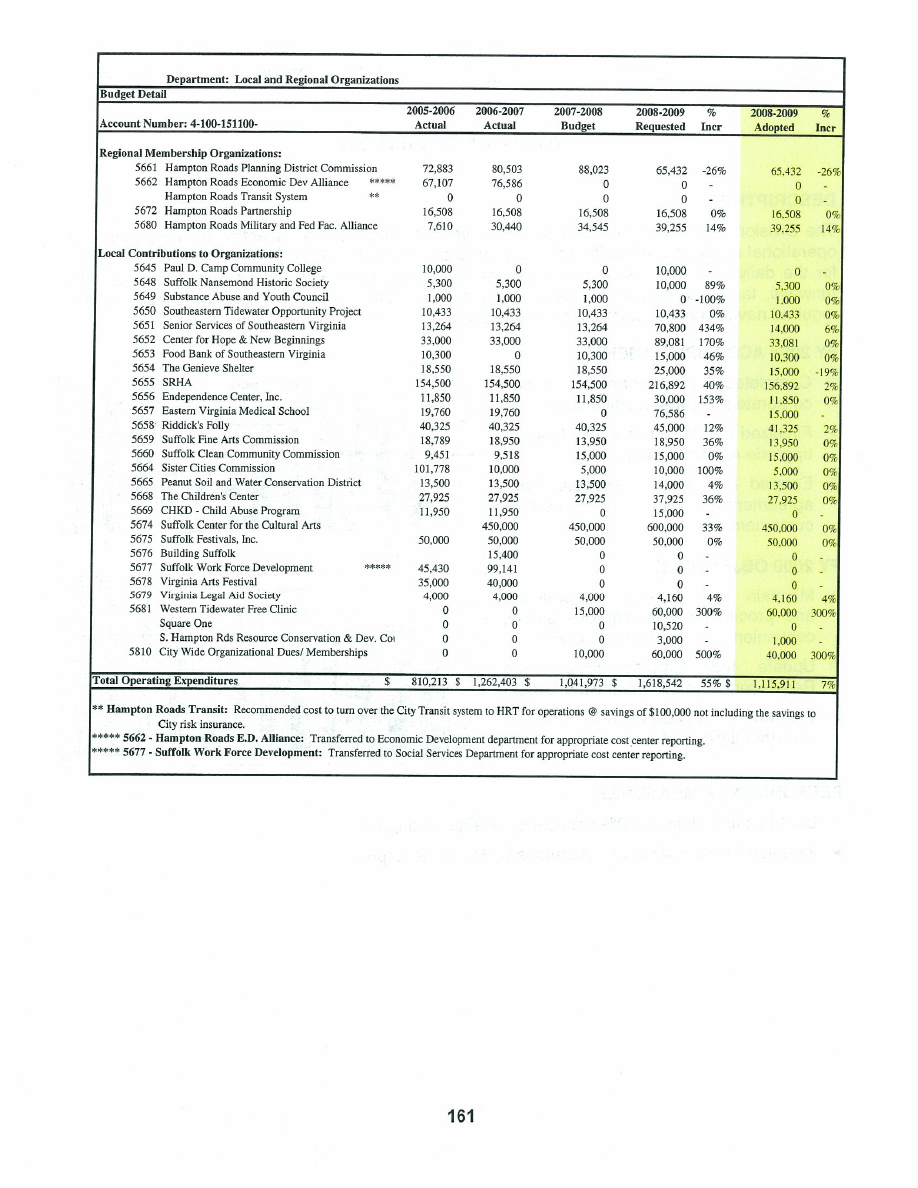 Department: Local and Regional Organizations
Budget Detail
2005-2006 2006-2007 2007-2008 2008-2009 % 2008-2009 %
Account Number: 4-100-151100- Actual Actual Budget Requested Incr Adopted Incr
Regional Membership Organizations:
5661 Hampton Roads Planning District Commission 72,883 80,503 88,023 65,432 -26% 65,432 -26%
5662 Hampton Roads Economic Dev Alliance ***** 67,107 76,586 0 0 - 0 -
Hampton Roads Transit System ** 0 0 0 0 - 0 -
5672 Hampton Roads Partnership 16,508 16,508 16,508 16,508 0% 16,508 0%
5680 Hampton Roads Military and Fed Fac. Alliance 7,610 30,440 34,545 39,255 14% 39,255 14%
Local Contributions to Organizations:
5645 Paul D. Camp Community College 10,000 0 0 10,000 - 0 -
5648 Suffolk Nansemond Historic Society 5,300 5,300 5,300 10,000 89% 5,300 0%
5649 Substance Abuse and Youth Council 1,000 1,000 1,000 0 -100% 1,000 0%
5650 Southeastern Tidewater Opportunity Project 10,433 10,433 10,433 10,433 0% 10,433 0%
5651 Senior Services of Southeastern Virginia 13,264 13,264 13,264 70,800 434% 14,000 6%
5652 Center for Hope & New Beginnings 33,000 33,000 33,000 89,081 170% 33,081 0%
5653 Food Bank of Southeastern Virginia 10,300 0 10,300 15,000 46% 10,300 0%
5654 The Genieve Shelter 18,550 18,550 18,550 25,000 35% 15,000 -19%
5655 SRHA 154,500 154,500 154,500 216,892 40% 156,892 2%
5656 Endependence Center, Inc. 11,850 11,850 11,850 30,000 153% 11,850 0%
5657 Eastern Virginia Medical School 19,760 19,760 0 76,586 - 15,000 -
5658 Riddick's Folly 40,325 40,325 40,325 45,000 12% 41,325 2%
5659 Suffolk Fine Arts Commission 18,789 18,950 13,950 18,950 36% 13,950 0%
5660 Suffolk Clean Community Commission 9,451 9,518 15,000 15,000 0% 15,000 0%
5664 Sister Cities Commission 101,778 10,000 5,000 10,000 100% 5,000 0%
5665 Peanut Soil and Water Conservation District 13,500 13,500 13,500 14,000 4% 13,500 0%
5668 The Children's Center 27,925 27,925 27,925 37,925 36% 27,925 0%
5669 CHKD - Child Abuse Program 11,950 11,950 0 15,000 - 0 -
5674 Suffolk Center for the Cultural Arts 450,000 450,000 600,000 33% 450,000 0%
5675 Suffolk Festivals, Inc. 50,000 50,000 50,000 50,000 0% 50,000 0%
5676 Building Suffolk 15,400 0 0 - 0 -
5677 Suffolk Work Force Development ***** 45,430 99,141 0 0 - 0 -
5678 Virginia Arts Festival 35,000 40,000 0 0 - 0 -
5679 Virginia Legal Aid Society 4,000 4,000 4,000 4,160 4% 4,160 4%
5681 Western Tidewater Free Clinic 0 0 15,000 60,000 300% 60,000 300%
Square One 0 0 0 10,520 - 0 -
S. Hampton Rds Resource Conservation & Dev. Co 0 0 0 3,000 - 1,000 -
5810 City Wide Organizational Dues/ Memberships 0 0 10,000 60,000 500% 40,000 300%
Total Operating Expenditures $ 810,213 $ 1,262,403 $ 1,041,973 $ 1,618,542 55% $ 1,115,911 7%
** Hampton Roads Transit: Recommended cost to turn over the City Transit system to HRT for operations @ savings of $100,000 not including the savings to
City risk insurance.
***** 5662 - Hampton Roads E.D. Alliance: Transferred to Economic Development department for appropriate cost center reporting.
***** 5677 - Suffolk Work Force Development: Transferred to Social Services Department for appropriate cost center reporting.
161